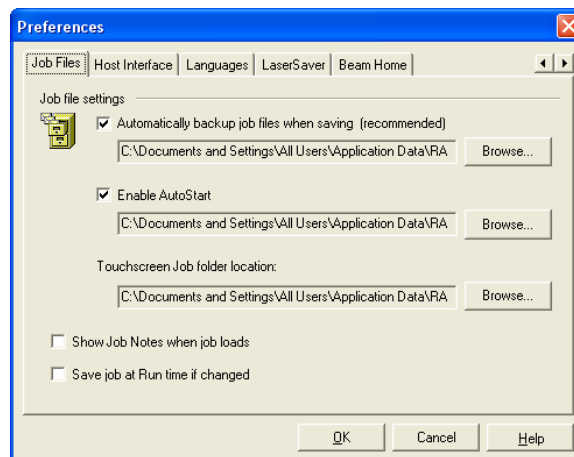 Preferences
Job Files Host Interface Languages LaserSaver Beam Home
Job file settings
Automatically backup job files when saving (recommended)
C:\Documents and Settings\All Users\Application Data\RA Browse...
Enable AutoStart
C:\Documents and Settings\All Users\Application Data\RA Browse...
Touchscreen Job folder location:
C:\Documents and Settings\All Users\Application Data\RA Browse...
Show Job Notes when job loads
Save job at Run time if changed
OK Cancel Help